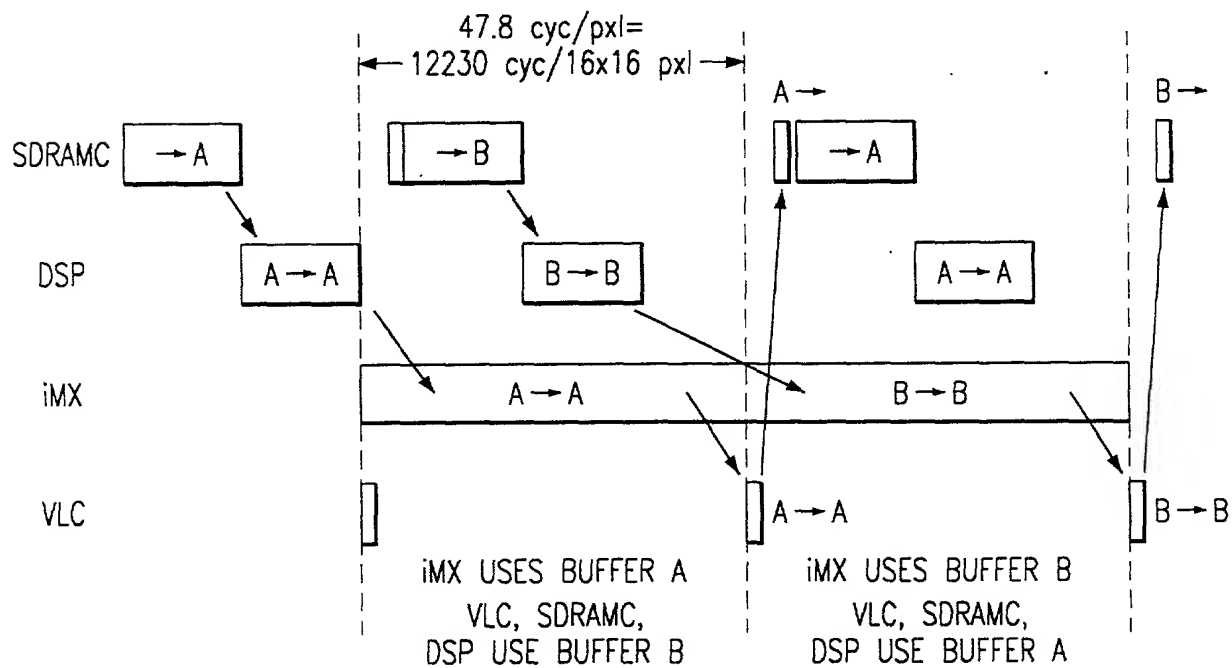 47.8 cyc/pxl=
12230 cyc/16x16 pxl
A→
B→
SDRAMC
→A
→B
→A
DSP
A→A
B→B
A→A
iMX
A→A
B→B
VLC
A→A
B→B
iMX USES BUFFER A
VLC, SDRAMC,
DSP USE BUFFER B
iMX USES BUFFER B
VLC, SDRAMC,
DSP USE BUFFER A